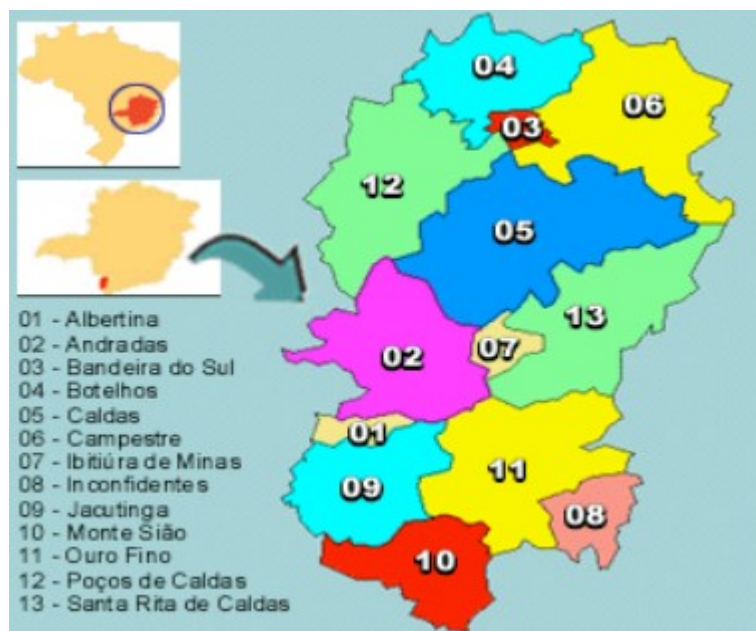 04
03
06
12
05
13
07
02
01
11
09
08
10
01 - Albertina
02 - Andradas
03 - Bandeira do Sul
04 - Botelhos
05 - Caldas
06 - Campestre
07 - Ibitiúra de Minas
08 - Inconfidentes
09 - Jacutinga
10 - Monte Sião
11 - Ouro Fino
12 - Poços de Caldas
13 - Santa Rita de Caldas